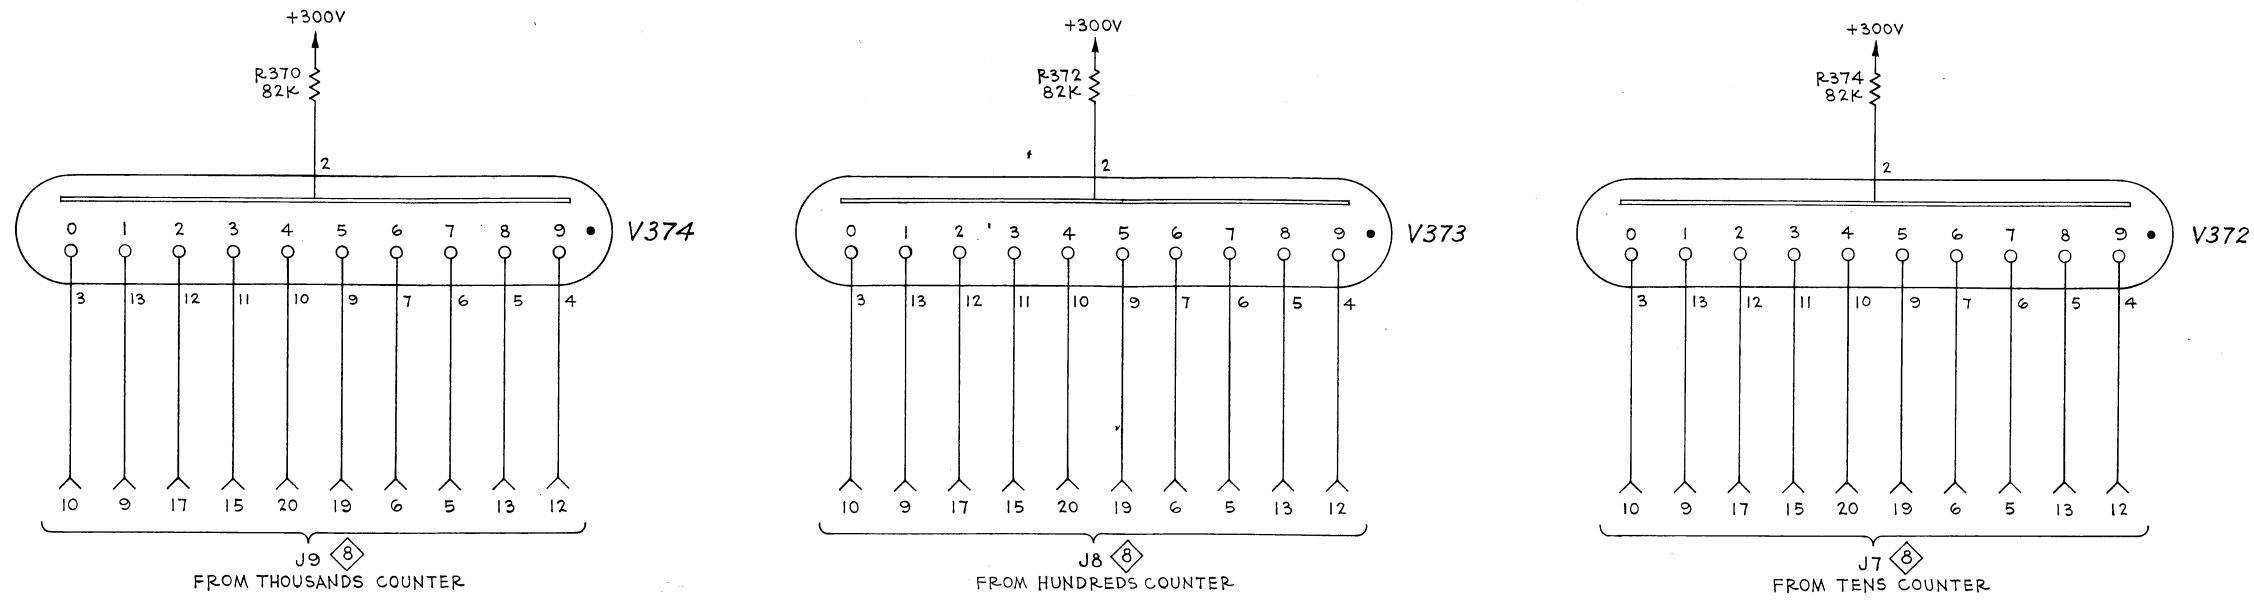 +300V
R370
82K
2
0 1 2 3 4 5 6 7 8 9
V374
3 13 12 11 10 9 7 6 5 4
10 9 17 15 20 19 6 5 13 12
J9 8
FROM THOUSANDS COUNTER
+300V
R372
82K
2
0 1 2 3 4 5 6 7 8 9
V373
3 13 12 11 10 9 7 6 5 4
10 9 17 15 20 19 6 5 13 12
J8 8
FROM HUNDREDS COUNTER
+300V
R374
82K
2
0 1 2 3 4 5 6 7 8 9
V372
3 13 12 11 10 9 7 6 5 4
10 9 17 15 20 19 6 5 13 12
J7 8
FROM TENS COUNTER